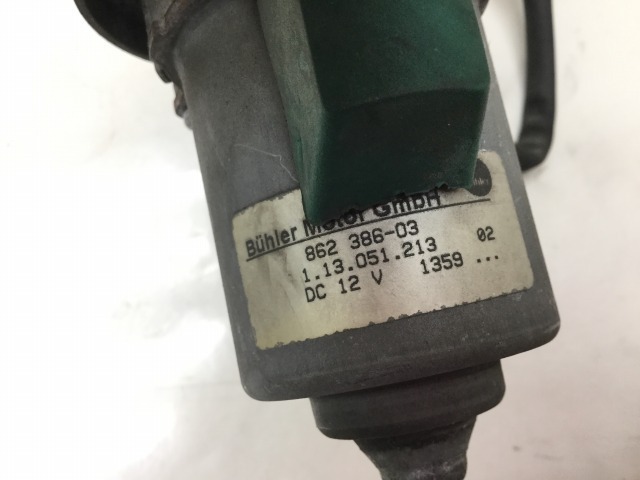 Bühler Motor GmbH
862 386-03
1.13.051.213 02
DC 12 V 1359 ...